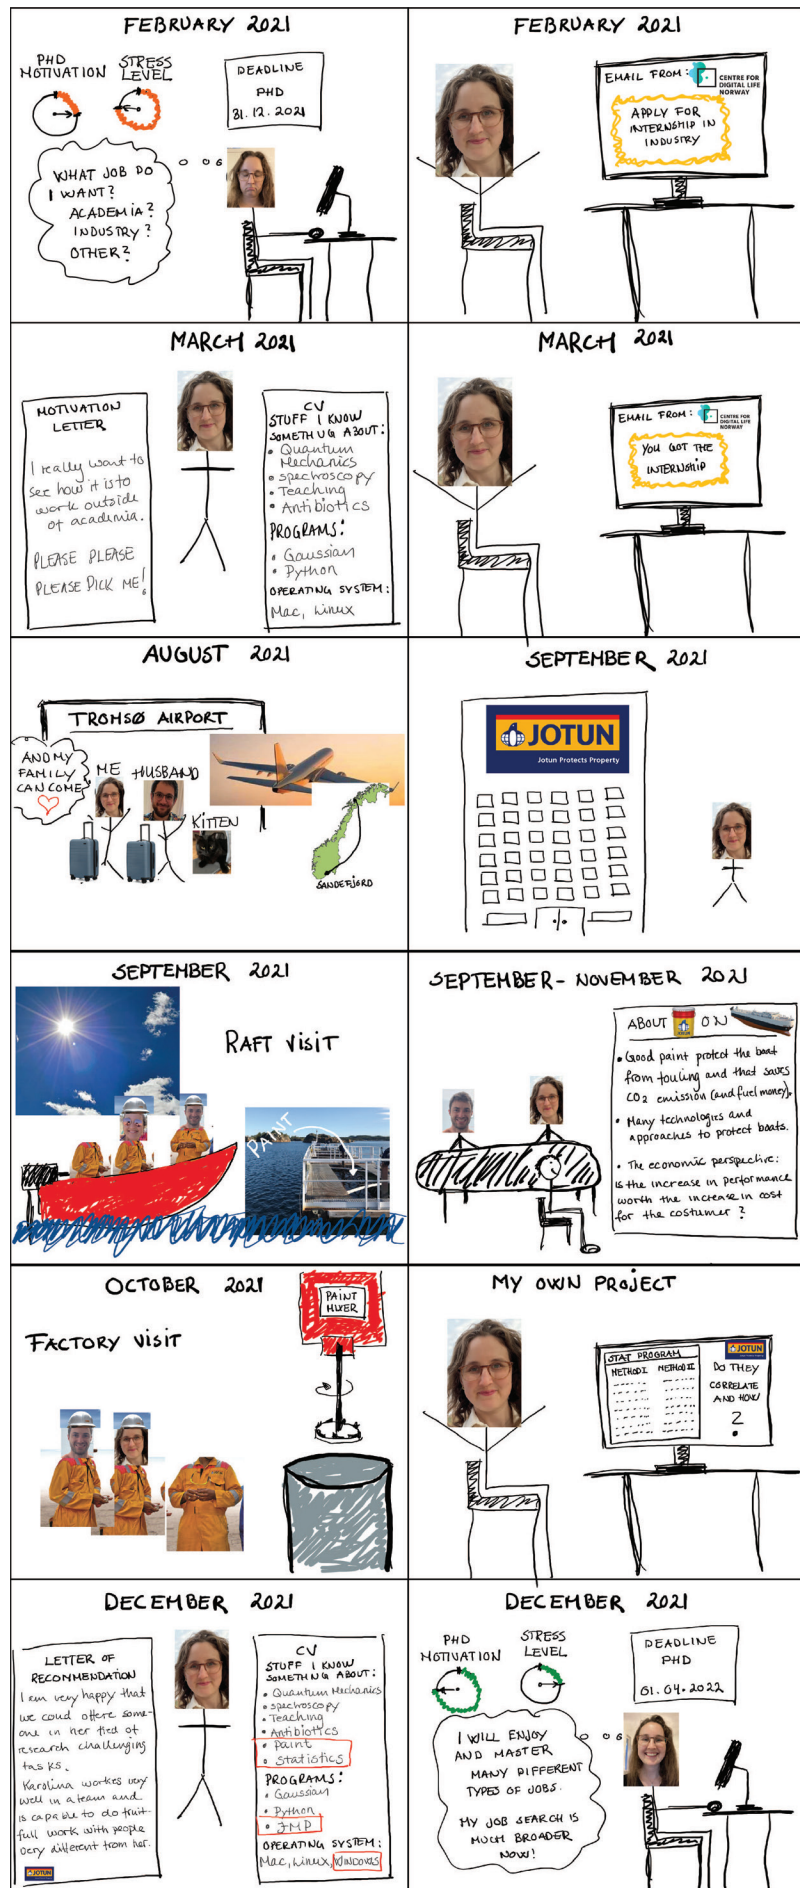 FEBRUARY 2021
PHD
MOTIVATION
STRESS
LEVEL
DEADLINE
PHD
31.12.2021
WHAT JOB DO
I WANT?
ACADEMIA?
INDUSTRY?
OTHER?
FEBRUARY 2021
EMAIL FROM:
CENTRE FOR
DIGITAL LIFE
NORWAY
APPLY FOR
INTERNSHIP IN
INDUSTRY
MARCH 2021
MOTIVATION
LETTER
I really want to
see how it is to
work outside
of academia.
PLEASE PLEASE
PLEASE PICK ME!
CV
STUFF I KNOW
SOMETHNG ABOUT:
• Quantum
Mechanics
• spectroscopy
• Teaching
• Antibiotics
PROGRAMS:
• Gaussian
• Python
OPERATING SYSTEM:
Mac, Linux
MARCH 2021
EMAIL FROM:
CENTRE FOR
DIGITAL LIFE
NORWAY
YOU GOT THE
INTERNSHIP
AUGUST 2021
TROMSØ AIRPORT
AND MY
FAMILY
CAN COME
ME
HUSBAND
KITTEN
SANDEFJORD
SEPTEMBER 2021
JOTUN
Jotun Protects Property
SEPTEMBER 2021
RAFT VISIT
PAINT
SEPTEMBER - NOVEMBER 2021
ABOUT ON
• Good paint protect the boat
from fouling and that saves
CO2 emission (and fuel money).
• Many technologies and
approaches to protect boats.
• The economic perspective:
is the increase in performance
worth the increase in cost
for the costumer?
OCTOBER 2021
FACTORY VISIT
PAINT
MIXER
MY OWN PROJECT
STAT PROGRAM
METHOD I METHOD II
JOTUN
DO THEY
CORRELATE
AND HOW
?
DECEMBER 2021
LETTER OF
RECOMMENDATION
I am very happy that
we could offere some-
one in her fied of
research challenging
tasks.
Karolina workes very
well in a team and
is capable to do fruit-
full work with people
very different from her.
JOTUN
CV
STUFF I KNOW
SOMETHING ABOUT:
• Quantum Mechanics
• spectroscopy
• Teaching
• Antibiotics
• Paint
• Statistics
PROGRAMS:
• Gaussian
• Python
• JMP
OPERATING SYSTEM:
Mac, Linux, WINDOWS
DECEMBER 2021
PHD
MOTIVATION
STRESS
LEVEL
DEADLINE
PHD
01.04.2022
I WILL ENJOY
AND MASTER
MANY DIFFERENT
TYPES OF JOBS.
MY JOB SEARCH IS
MUCH BROADER
NOW!